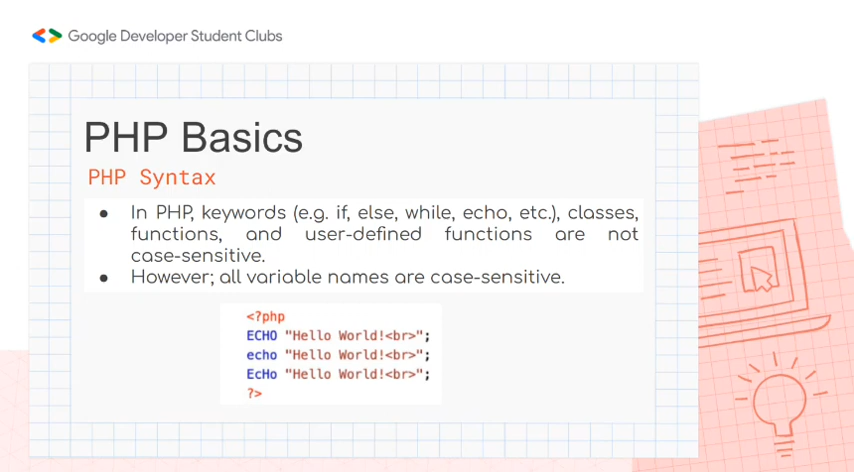 Google Developer Student Clubs
PHP Basics
PHP Syntax
● In PHP, keywords (e.g. if, else, while, echo, etc.), classes,
functions, and user-defined functions are not
case-sensitive.
● However; all variable names are case-sensitive.
<?php
ECHO "Hello World!<br>";
echo "Hello World!<br>";
EcHo "Hello World!<br>";
?>